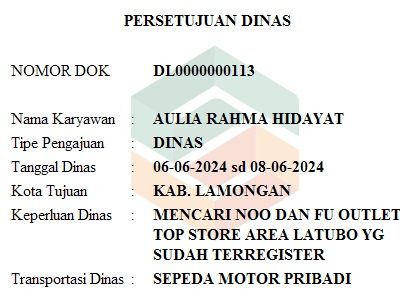 PERSETUJUAN DINAS
NOMOR DOK DL0000000113
Nama Karyawan : AULIA RAHMA HIDAYAT
Tipe Pengajuan : DINAS
Tanggal Dinas : 06-06-2024 sd 08-06-2024
Kota Tujuan : KAB. LAMONGAN
Keperluan Dinas : MENCARI NOO DAN FU OUTLET
TOP STORE AREA LATUBO YG
SUDAH TERREGISTER
Transportasi Dinas : SEPEDA MOTOR PRIBADI